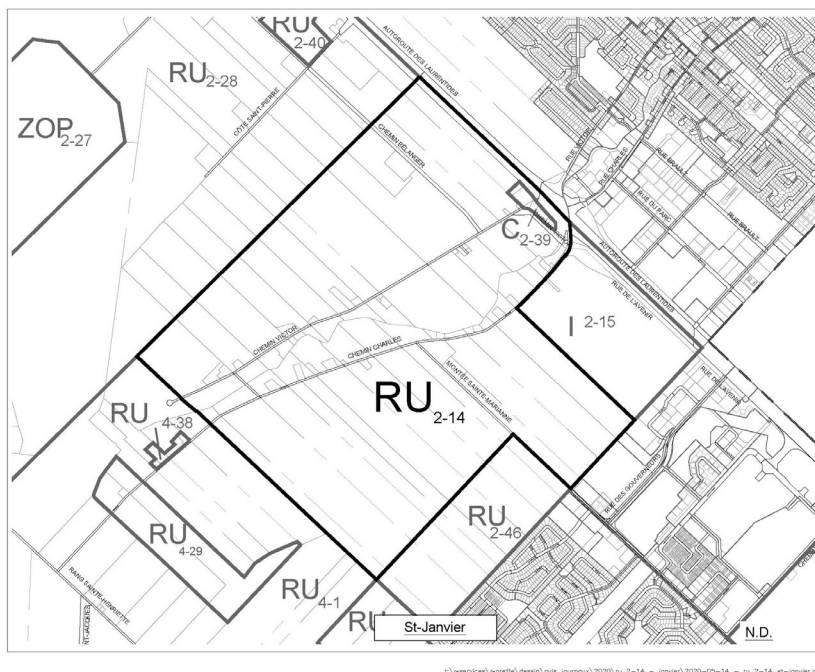 RU 2-40
AUTOROUTE DES LAURENTIDES
RU 2-28
ZOP 2-27
CÔTE SAINT-PIERRE
CHEMIN BÉLANGER
RUE VICTOR
RUE CHARLES
RUE BRAULT
RUE DU PARC
RUE BRAULT
C 2-39
AUTOROUTE DES LAURENTIDES
RUE DE L'AVENIR
I 2-15
CHEMIN VICTOR
CHEMIN CHARLES
MONTÉE SAINTE-MARIANNE
RU 2-14
RUE DE L'AVENIR
RU 4-38
RUE DES GOUVERNEURS
RU 2-46
RU 4-29
RANG SAINTE-HENRIETTE
RU 4-1
RU
St-Janvier
N.D.